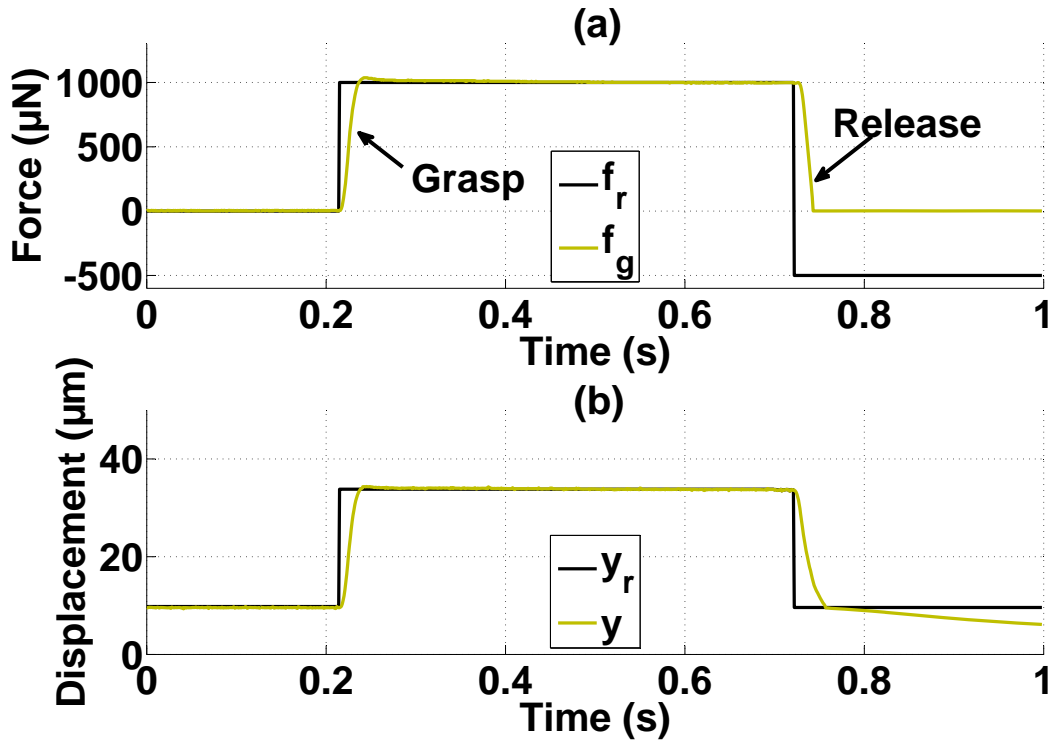 (a)
Force (µN)
1000
500
0
-500
Grasp
Release
f_r
f_g
0 0.2 0.4 0.6 0.8 1
Time (s)
(b)
Displacement (µm)
40
20
0
y_r
y
0 0.2 0.4 0.6 0.8 1
Time (s)